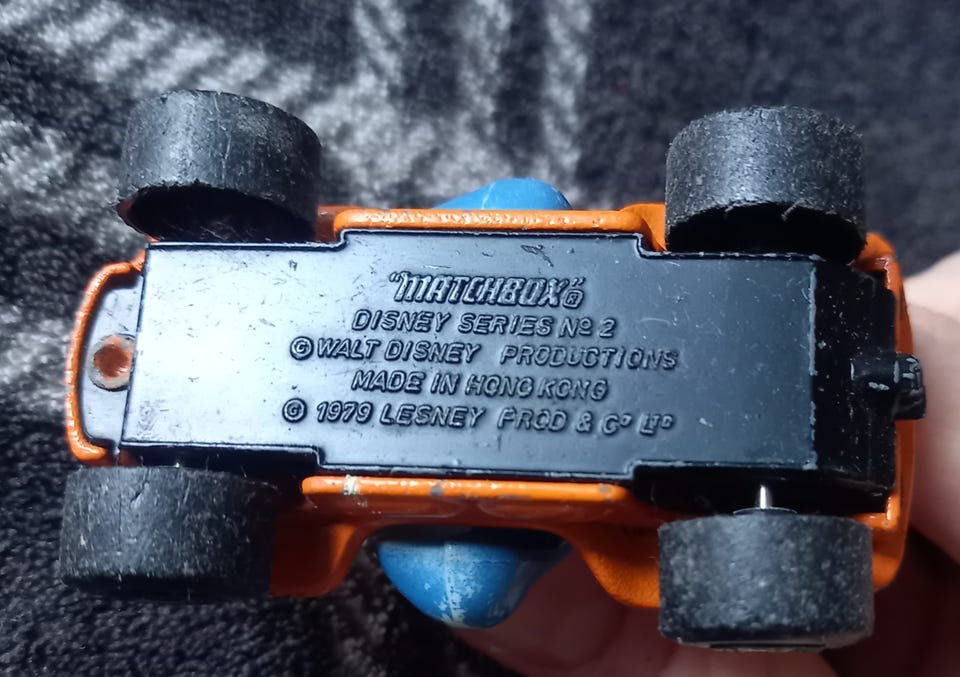 "MATCHBOX"®
DISNEY SERIES Nº 2
© WALT DISNEY PRODUCTIONS
MADE IN HONG KONG
© 1979 LESNEY PROD & Cº Lᵀᴰ